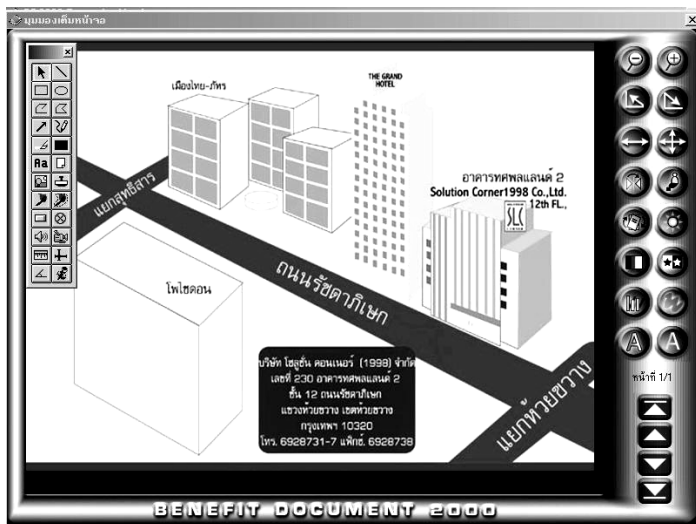 มุมมองเต็มหน้าจอ
Aa
เมืองไทย-ภัทร
THE GRAND
HOTEL
อาคารทศพลแลนด์ 2
Solution Corner1998 Co.,Ltd.
12th FL.,
SLC
แยกสุทธิสาร
ถนนรัชดาภิเษก
โพไซดอน
แยกห้วยขวาง
บริษัท โซลูชั่น คอนเนอร์ (1998) จำกัด
เลขที่ 230 อาคารทศพลแลนด์ 2
ชั้น 12 ถนนรัชดาภิเษก
แขวงห้วยขวาง เขตห้วยขวาง
กรุงเทพฯ 10320
โทร. 6928731-7 แฟ็กซ์. 6928738
A A
หน้าที่ 1/1
BENEFIT DOCUMENT 2000